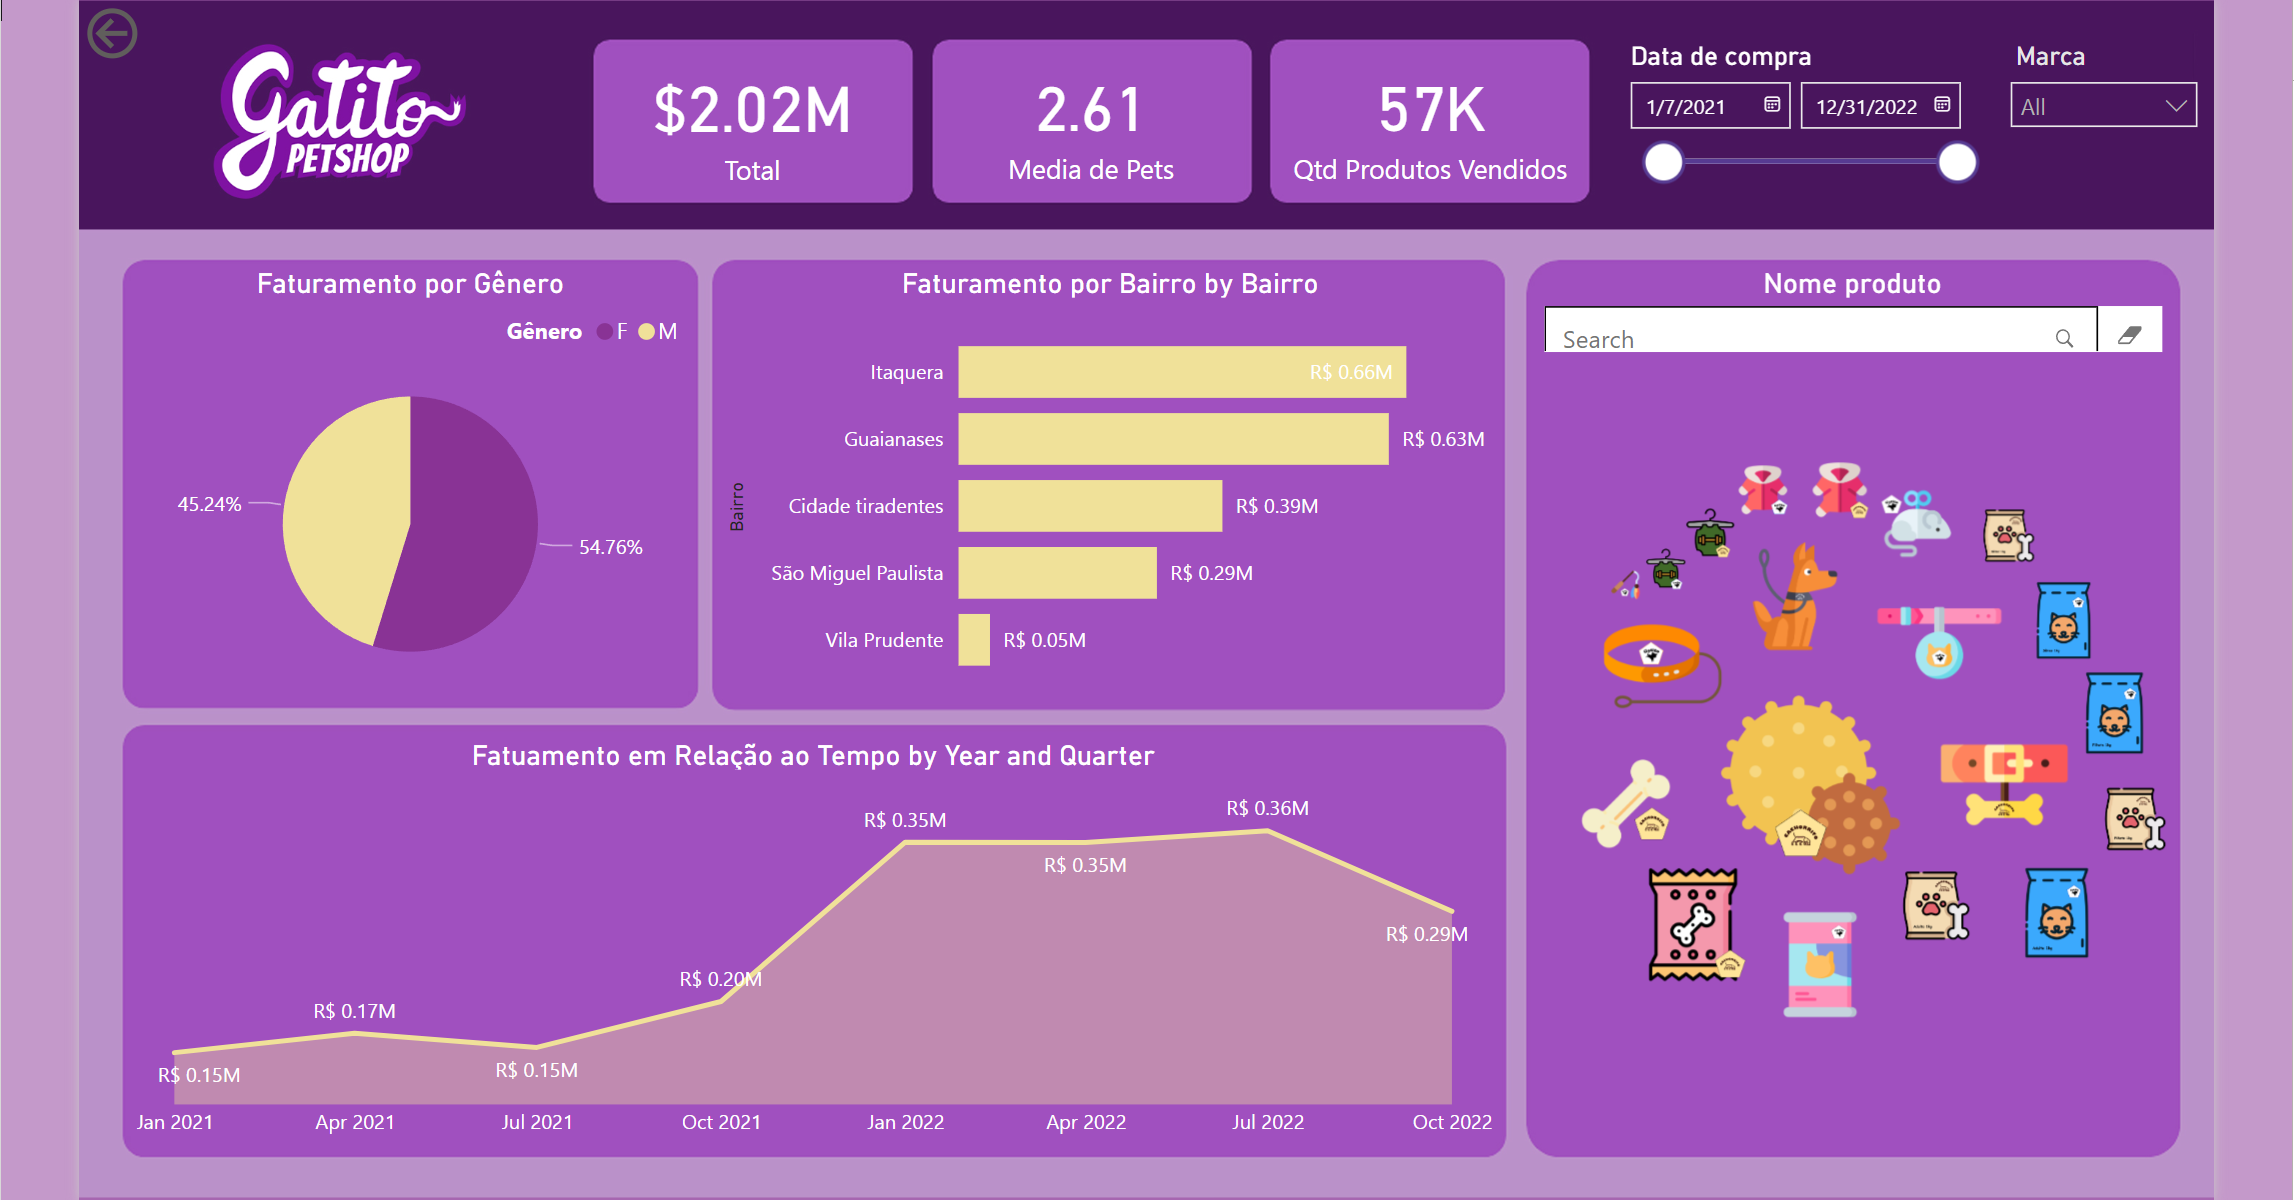 Gatito
PETSHOP
$2.02M
Total
2.61
Media de Pets
57K
Qtd Produtos Vendidos
Data de compra
1/7/2021
12/31/2022
Marca
All
Faturamento por Gênero
Gênero F M
45.24%
54.76%
Faturamento por Bairro by Bairro
Bairro
Itaquera R$ 0.66M
Guaianases R$ 0.63M
Cidade tiradentes R$ 0.39M
São Miguel Paulista R$ 0.29M
Vila Prudente R$ 0.05M
Nome produto
Search
Fatuamento em Relação ao Tempo by Year and Quarter
R$ 0.15M
R$ 0.17M
R$ 0.15M
R$ 0.20M
R$ 0.35M
R$ 0.35M
R$ 0.36M
R$ 0.29M
Jan 2021
Apr 2021
Jul 2021
Oct 2021
Jan 2022
Apr 2022
Jul 2022
Oct 2022